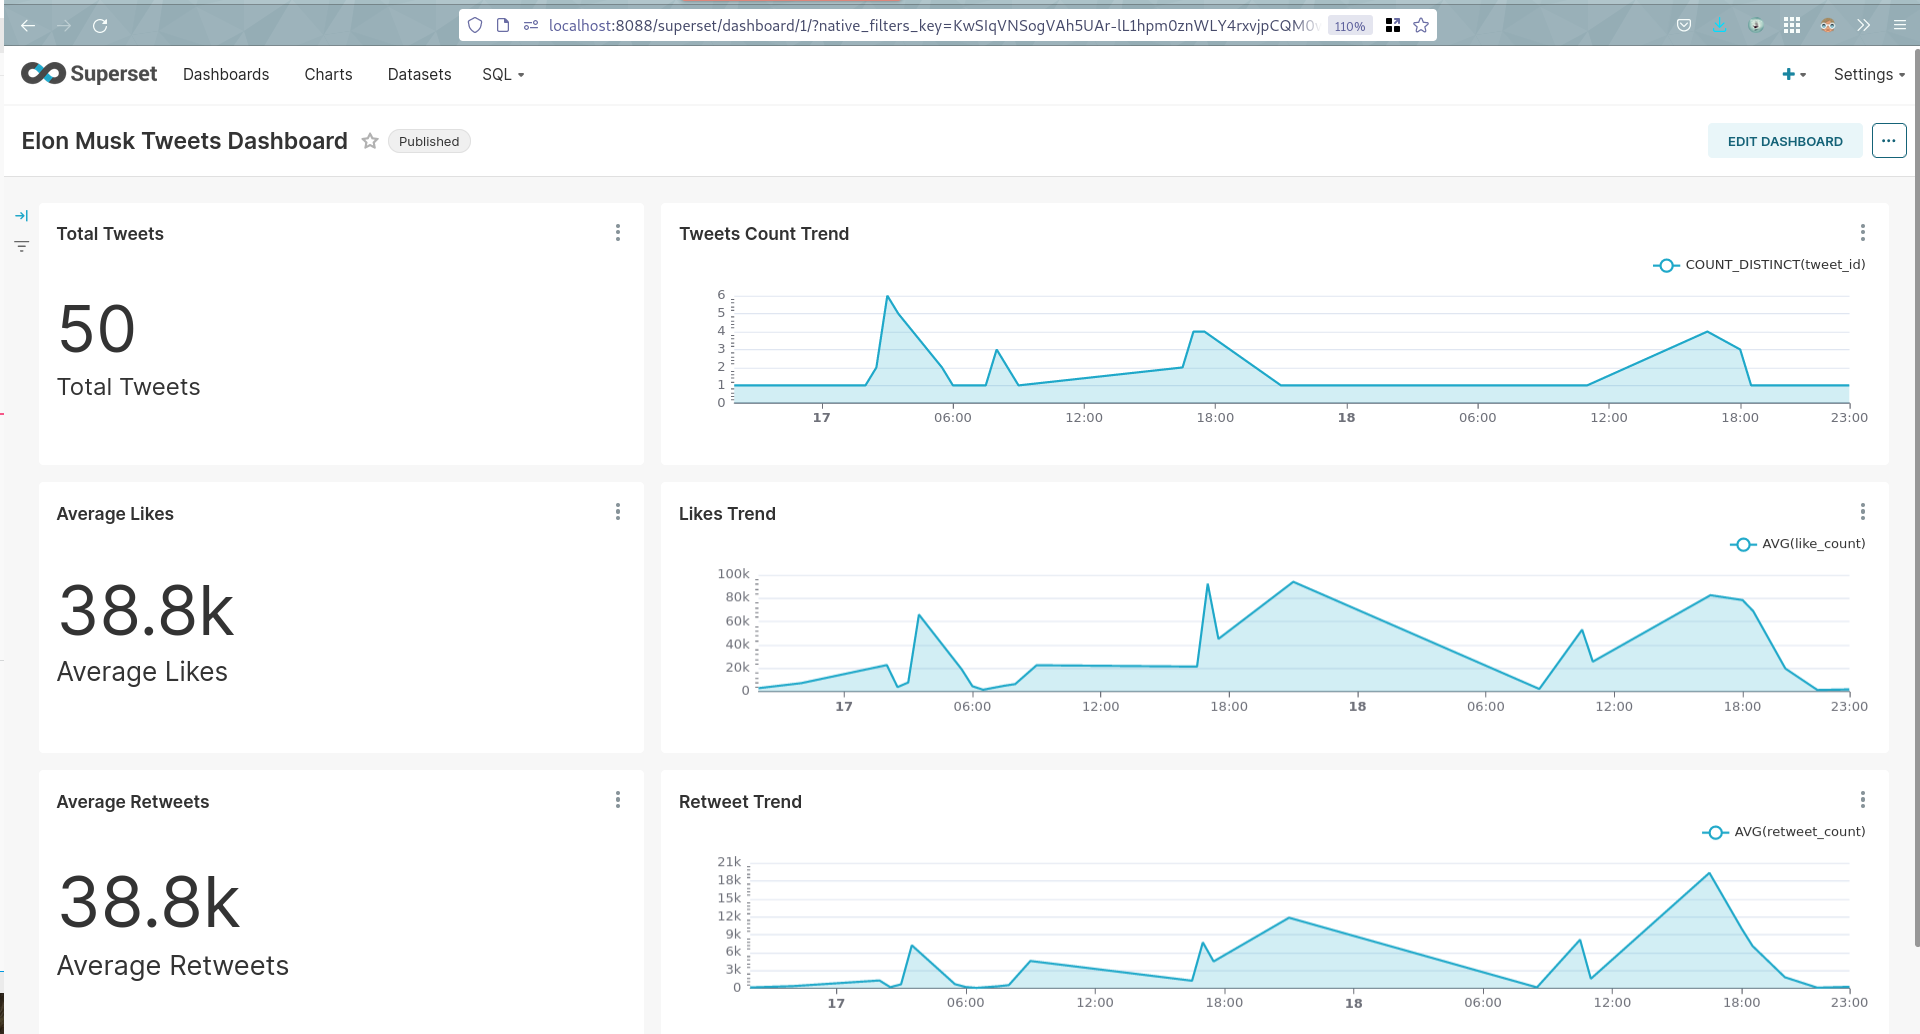 localhost:8088/superset/dashboard/1/?native_filters_key=KwSIqVNSogVAh5UAr-lL1hpm0znWLY4rxvjpCQM0 110%
Superset Dashboards Charts Datasets SQL Settings
Elon Musk Tweets Dashboard Published EDIT DASHBOARD
Total Tweets
50
Total Tweets
Tweets Count Trend
COUNT_DISTINCT(tweet_id)
6
5
4
3
2
1
0
17 06:00 12:00 18:00 18 06:00 12:00 18:00 23:00
Average Likes
38.8k
Average Likes
Likes Trend
AVG(like_count)
100k
80k
60k
40k
20k
0
17 06:00 12:00 18:00 18 06:00 12:00 18:00 23:00
Average Retweets
38.8k
Average Retweets
Retweet Trend
AVG(retweet_count)
21k
18k
15k
12k
9k
6k
3k
0
17 06:00 12:00 18:00 18 06:00 12:00 18:00 23:00